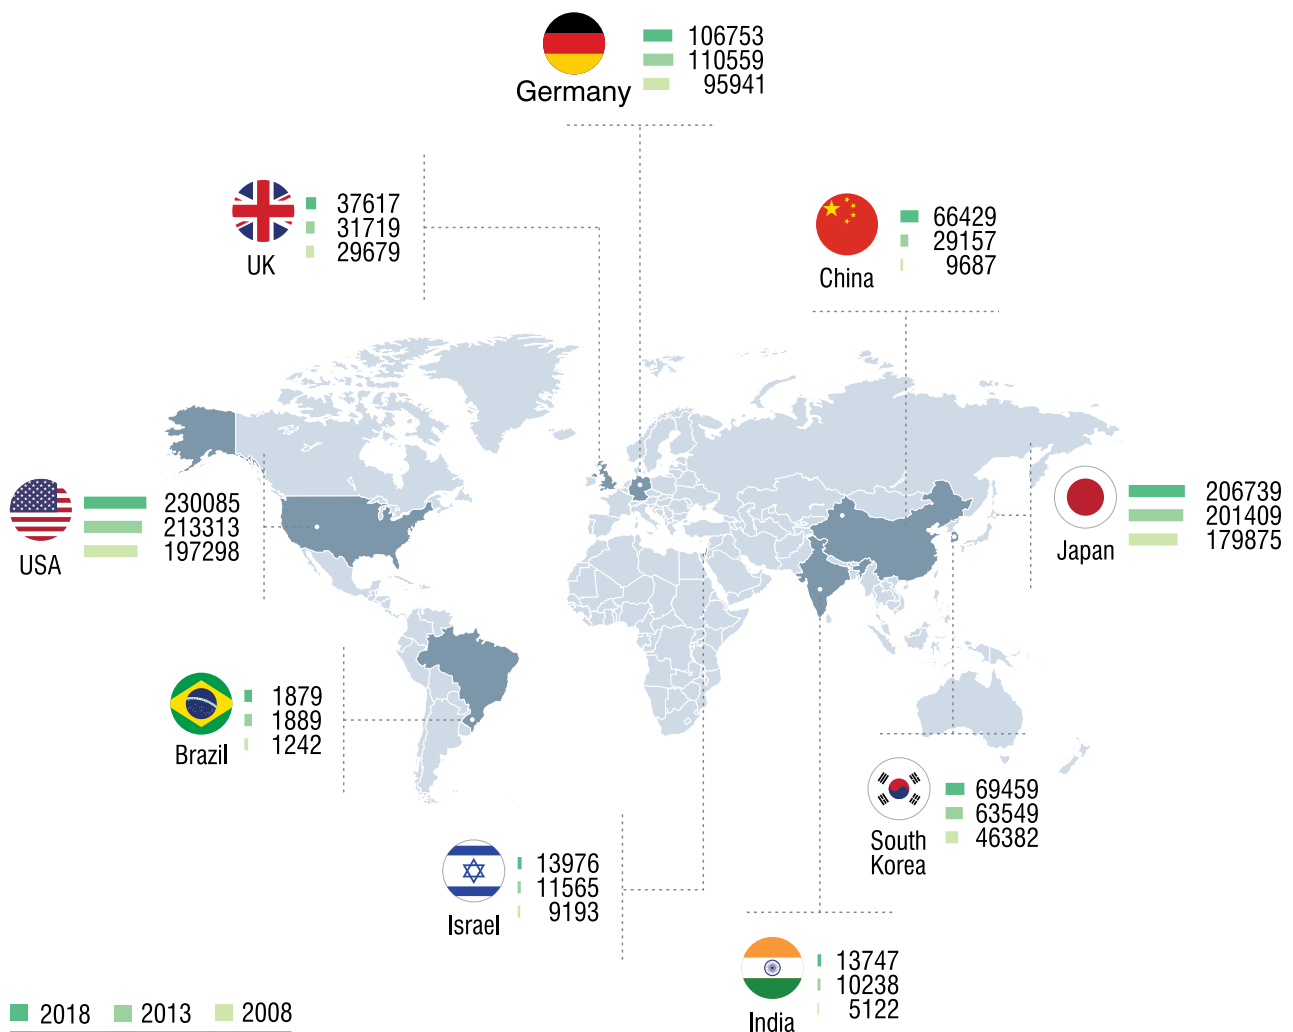 106753
110559
95941
Germany
37617
31719
29679
UK
66429
29157
9687
China
230085
213313
197298
USA
206739
201409
179875
Japan
1879
1889
1242
Brazil
69459
63549
46382
South
Korea
13976
11565
9193
Israel
13747
10238
5122
India
2018 2013 2008